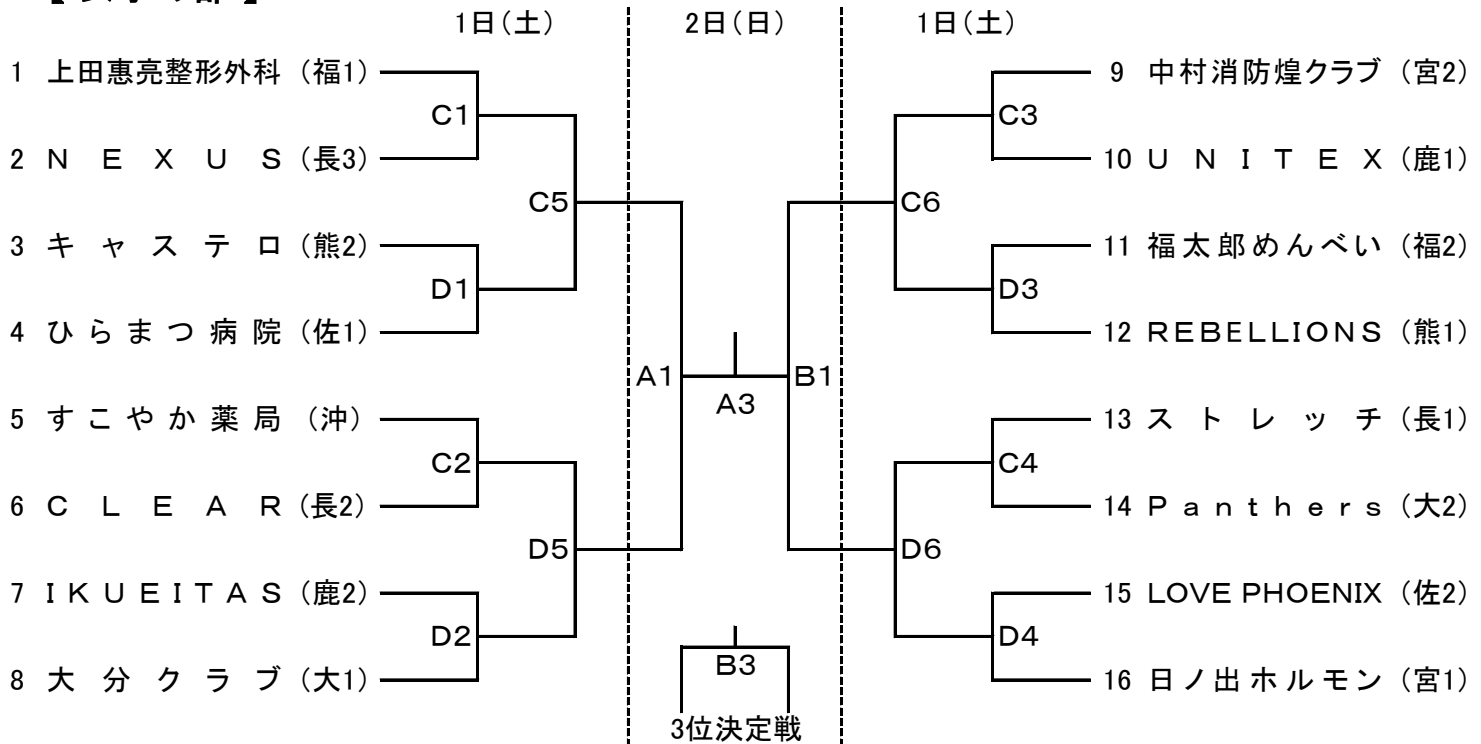 1日(土) 2日(日) 1日(土)
1 上田惠亮整形外科 (福1)
C1
2 NEXUS (長3)
C5
3 キャステロ (熊2)
D1
4 ひらまつ病院 (佐1)
A1
5 すこやか薬局 (沖)
C2
6 CLEAR (長2)
D5
7 IKUEITAS (鹿2)
D2
8 大分クラブ (大1)
A3
B3
3位決定戦
9 中村消防煌クラブ (宮2)
C3
10 UNITEX (鹿1)
C6
11 福太郎めんべい (福2)
D3
12 REBELLIONS (熊1)
B1
13 ストレッチ (長1)
C4
14 Panthers (大2)
D6
15 LOVE PHOENIX (佐2)
D4
16 日ノ出ホルモン (宮1)